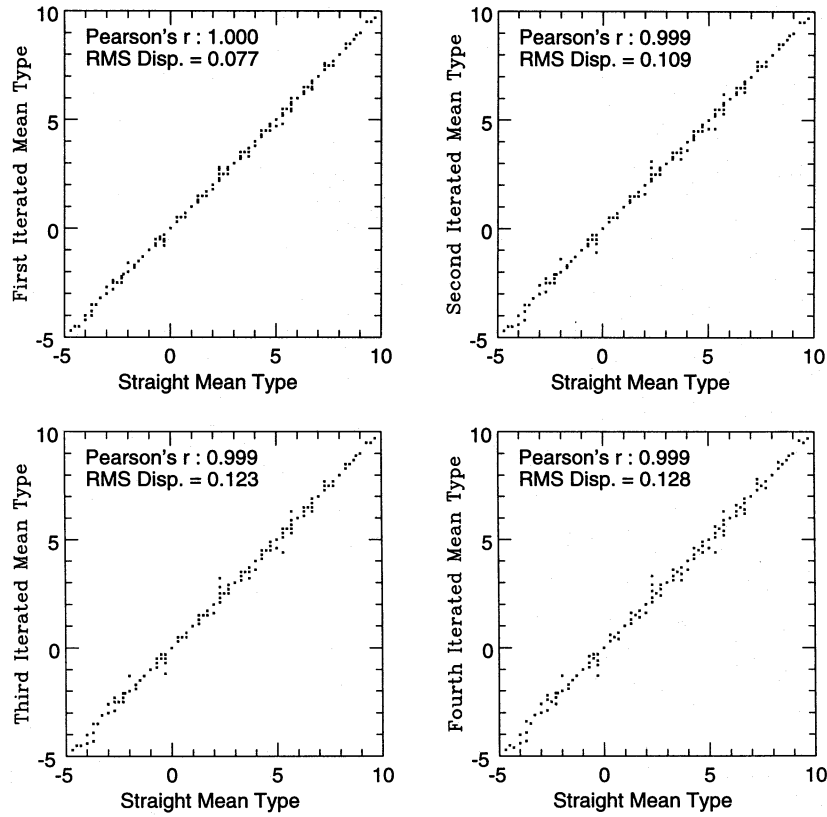 10
Pearson's r : 1.000
RMS Disp. = 0.077
First Iterated Mean Type
5
0
-5
-5 0 5 10
Straight Mean Type
10
Pearson's r : 0.999
RMS Disp. = 0.109
Second Iterated Mean Type
5
0
-5
-5 0 5 10
Straight Mean Type
10
Pearson's r : 0.999
RMS Disp. = 0.123
Third Iterated Mean Type
5
0
-5
-5 0 5 10
Straight Mean Type
10
Pearson's r : 0.999
RMS Disp. = 0.128
Fourth Iterated Mean Type
5
0
-5
-5 0 5 10
Straight Mean Type